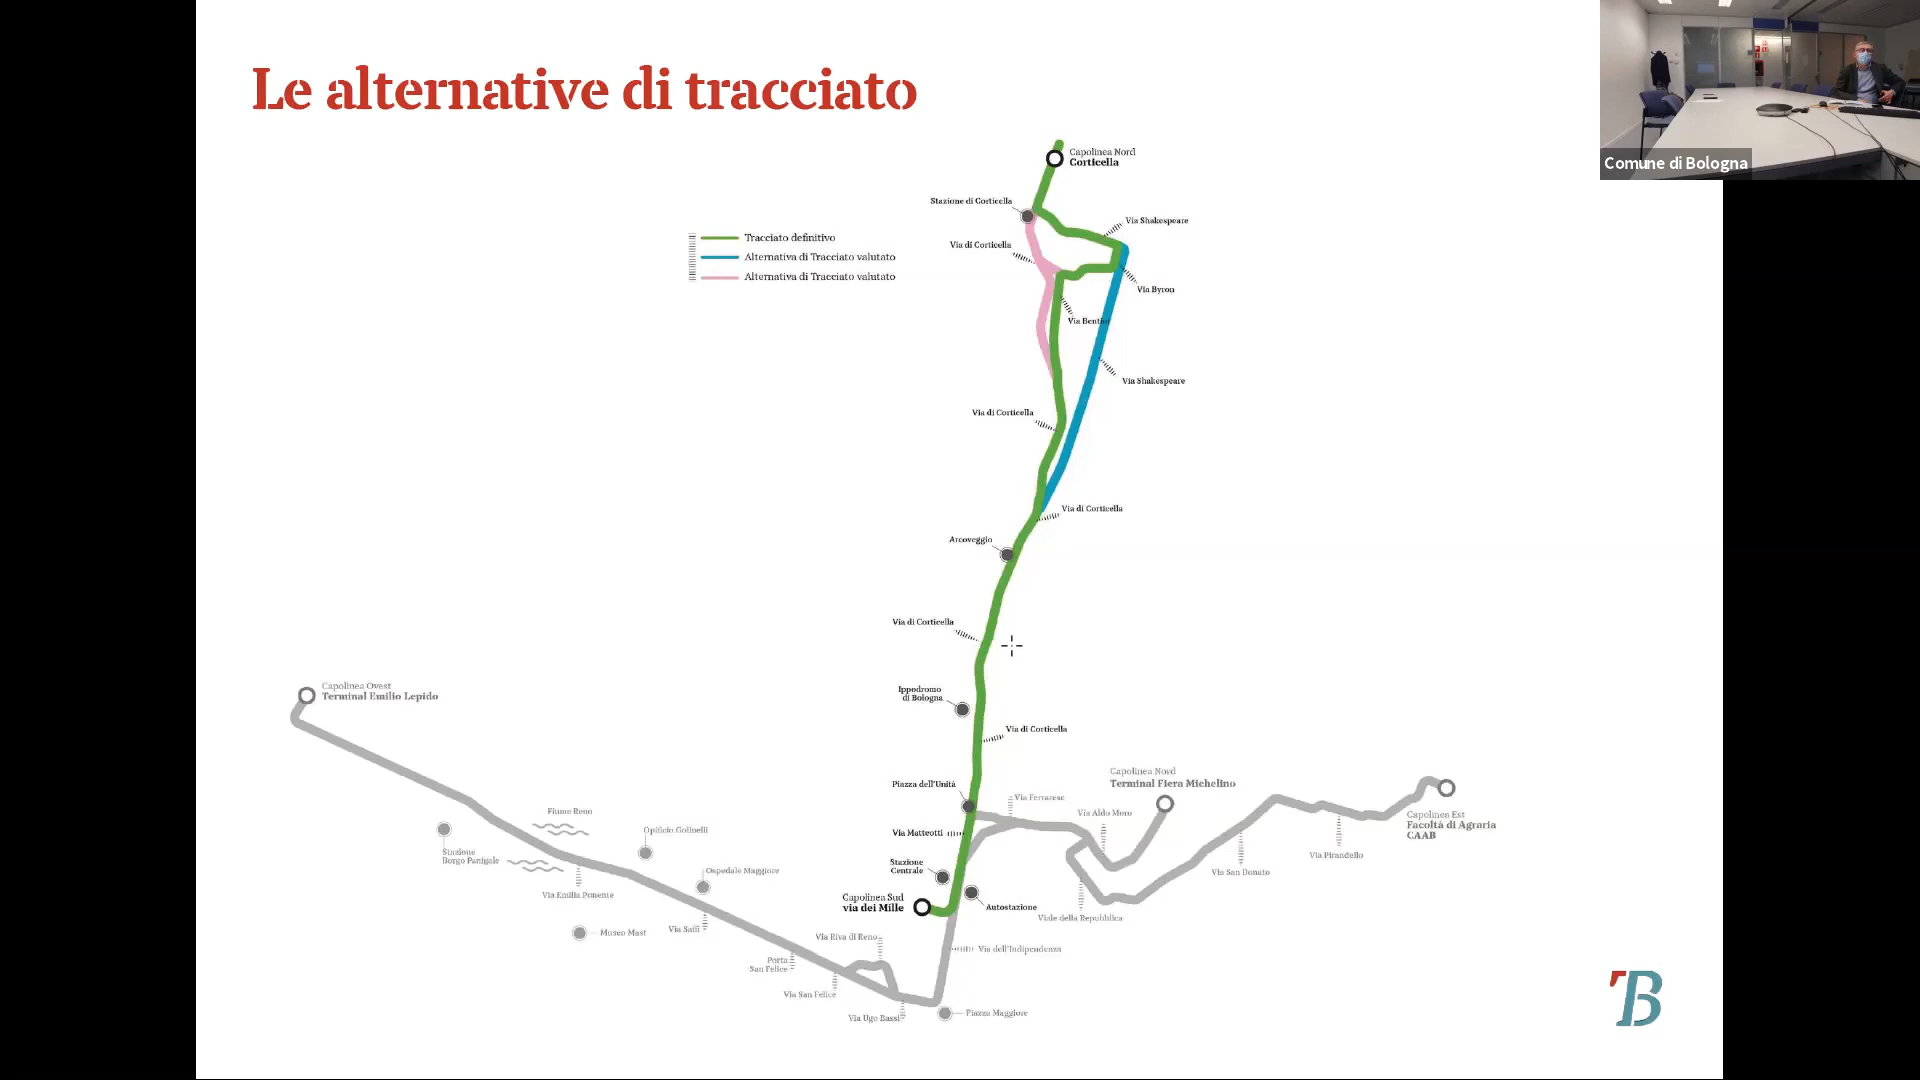 Le alternative di tracciato
Comune di Bologna
Capolinea Nord
Corticella
Stazione di Corticella
Via Shakespeare
Via di Corticella
Tracciato definitivo
Alternativa di Tracciato valutato
Alternativa di Tracciato valutato
Via Byron
Via Bentini
Via Shakespeare
Via di Corticella
Via di Corticella
Arcoveggio
Via di Corticella
Ippodromo
di Bologna
Via di Corticella
Capolinea Ovest
Terminal Emilio Lepido
Piazza dell'Unità
Capolinea Nord
Terminal Fiera Michelino
Via Ferrarese
Via Aldo Moro
Capolinea Est
Facoltà di Agraria
CAAB
Fiume Reno
Opificio Golinelli
Via Matteotti
Stazione
Borgo Panigale
Via Pirandello
Stazione
Centrale
Ospedale Maggiore
Via San Donato
Via Emilia Ponente
Capolinea Sud
via dei Mille
Autostazione
Viale della Repubblica
Museo Mast
Via Saffi
Via Riva di Reno
Via dell'Indipendenza
Porta
San Felice
Via San Felice
Via Ugo Bassi
Piazza Maggiore
TB